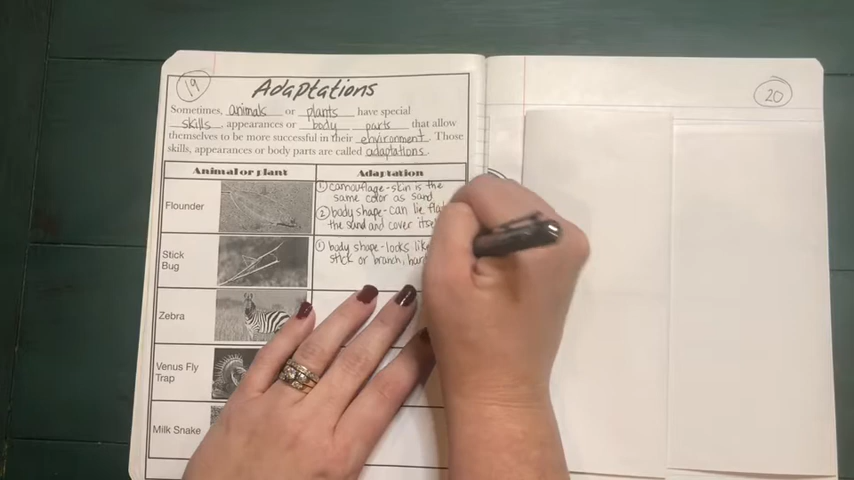 19
Adaptations
20
Sometimes, animals or plants have special
skills, appearances or body parts that allow
themselves to be more successful in their environment. Those
skills, appearances or body parts are called adaptations.
Animal or plant
Adaptation
Flounder
① camouflage - skin is the
same color as sand
② body shape - can lie
the sand and cover
Stick
Bug
① body shape - looks
stick or branch,
Zebra
Venus Fly
Trap
Milk Snake